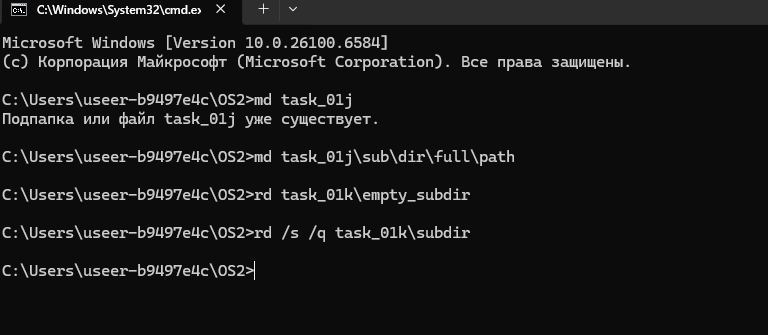 C:\Windows\System32\cmd.ex
Microsoft Windows [Version 10.0.26100.6584]
(c) Корпорация Майкрософт (Microsoft Corporation). Все права защищены.
C:\Users\useer-b9497e4c\OS2>md task_01j
Подпапка или файл task_01j уже существует.
C:\Users\useer-b9497e4c\OS2>md task_01j\sub\dir\full\path
C:\Users\useer-b9497e4c\OS2>rd task_01k\empty_subdir
C:\Users\useer-b9497e4c\OS2>rd /s /q task_01k\subdir
C:\Users\useer-b9497e4c\OS2>